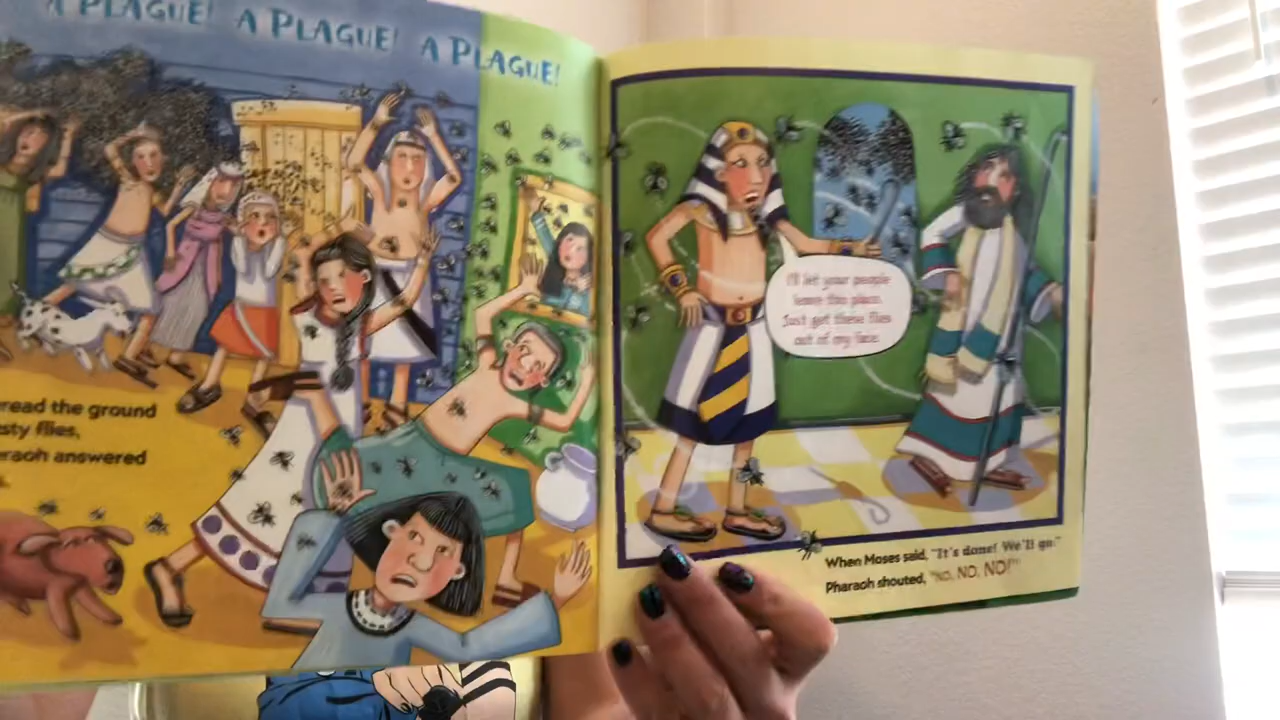 A PLAGUE! A PLAGUE! A PLAGUE!
read the ground
sty flies,
araoh answered
I'll let your people
leave this place.
Just get these flies
out of my face.
When Moses said, "It's done! We'll go."
Pharaoh shouted, "NO, NO, NO!"